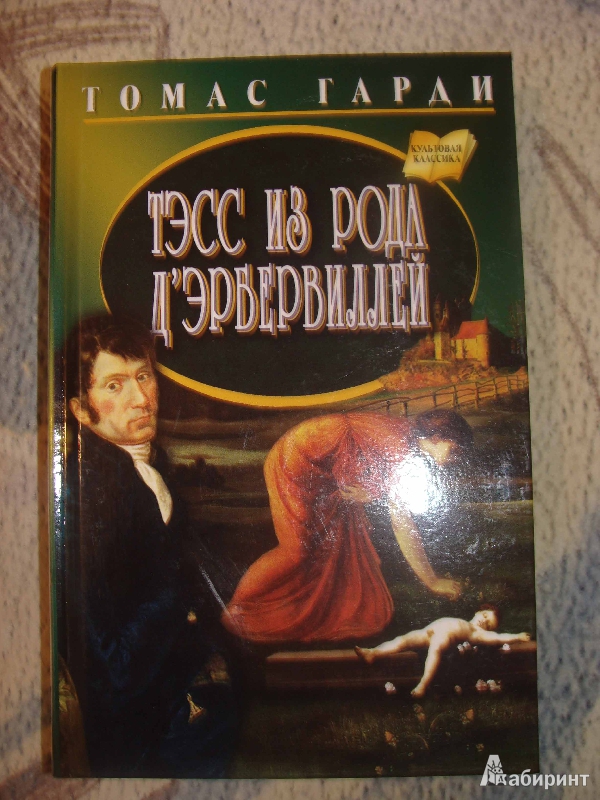 ТОМАС ГАРДИ
КУЛЬТОВАЯ
КЛАССИКА
ТЭСС ИЗ РОДА
Д'ЭРБЕРВИЛЛЕЙ
Лабиринт